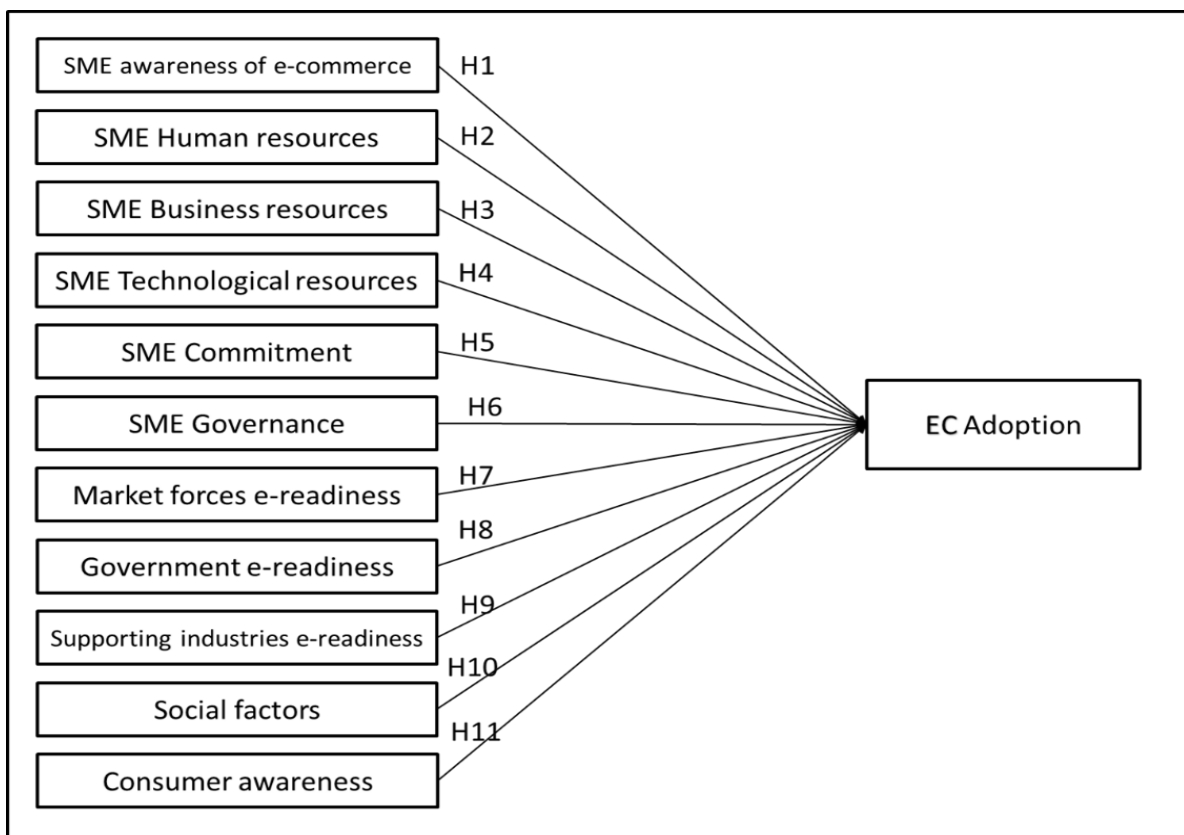 SME awareness of e-commerce
H1
SME Human resources
H2
SME Business resources
H3
SME Technological resources
H4
SME Commitment
H5
SME Governance
H6
EC Adoption
Market forces e-readiness
H7
Government e-readiness
H8
Supporting industries e-readiness
H9
Social factors
H10
Consumer awareness
H11